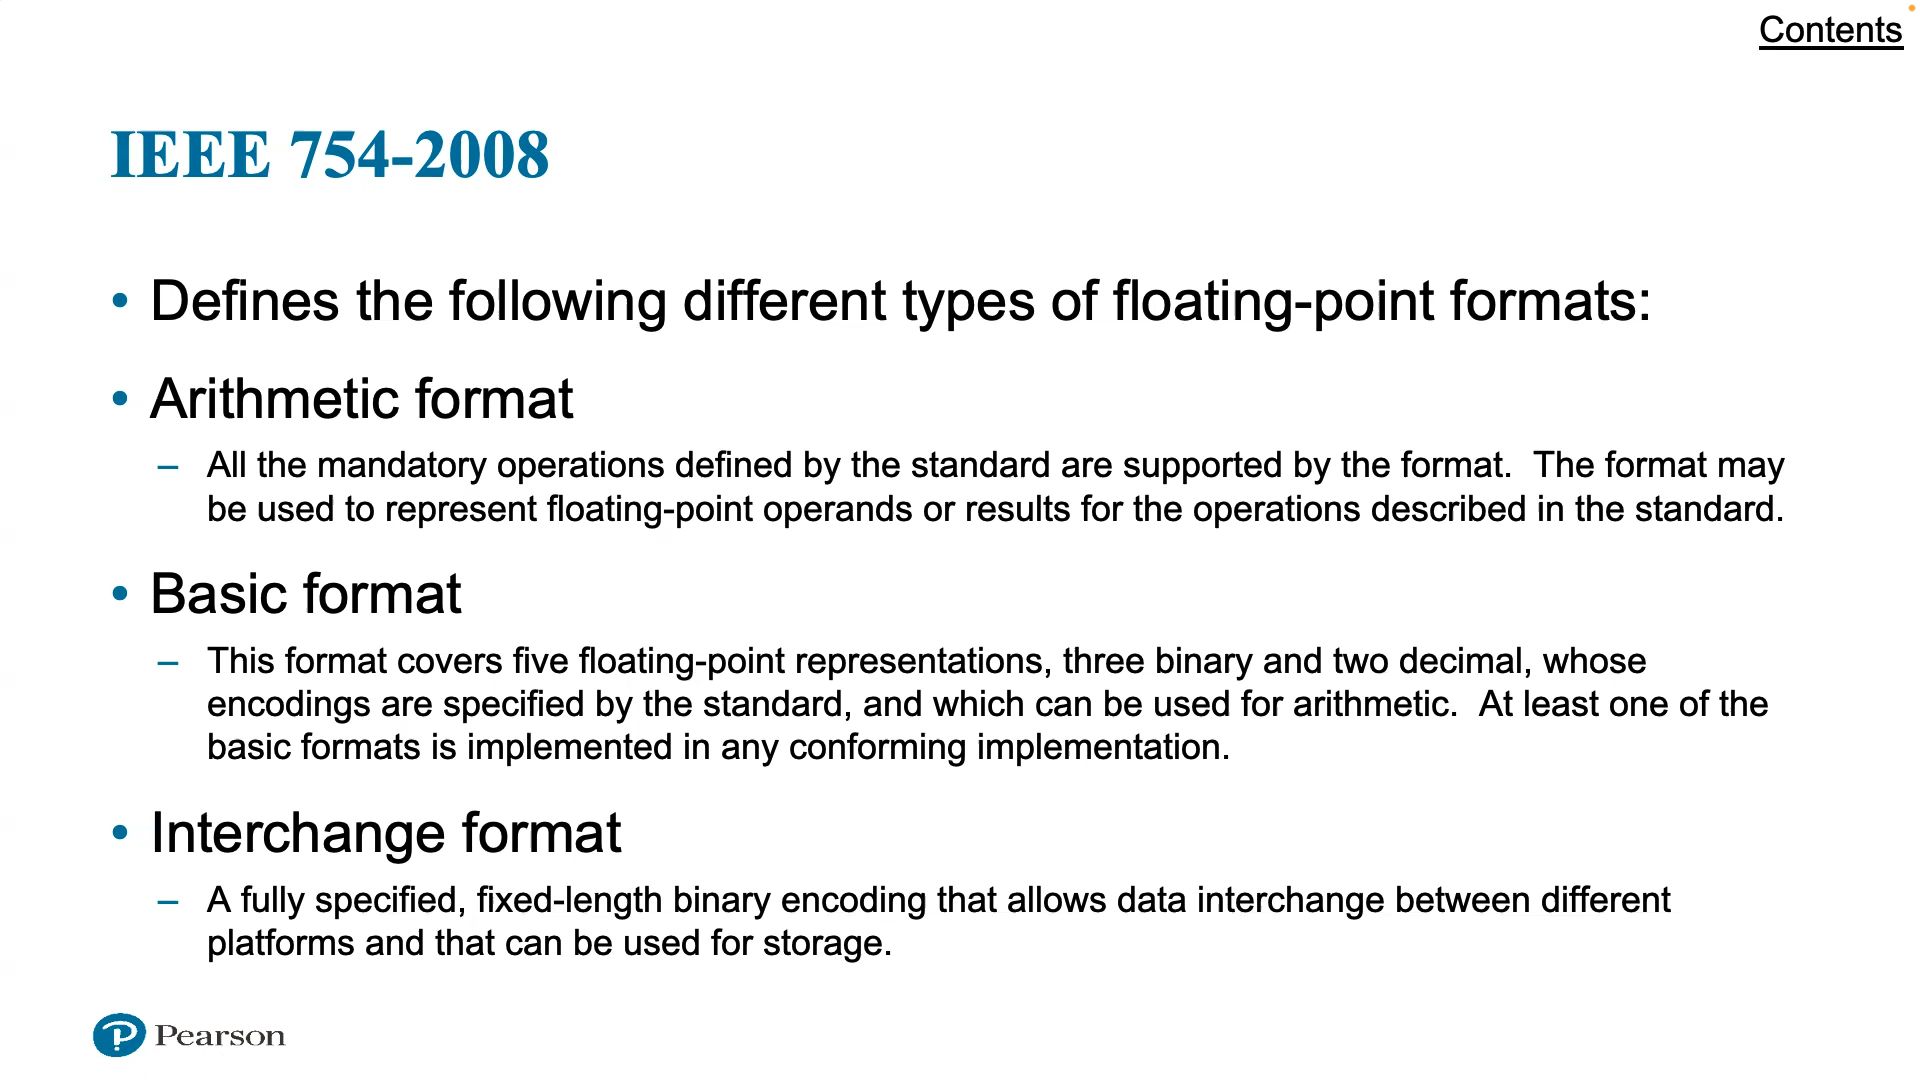 Contents
IEEE 754-2008
• Defines the following different types of floating-point formats:
• Arithmetic format
– All the mandatory operations defined by the standard are supported by the format.  The format may
be used to represent floating-point operands or results for the operations described in the standard.
• Basic format
– This format covers five floating-point representations, three binary and two decimal, whose
encodings are specified by the standard, and which can be used for arithmetic.  At least one of the
basic formats is implemented in any conforming implementation.
• Interchange format
– A fully specified, fixed-length binary encoding that allows data interchange between different
platforms and that can be used for storage.
Pearson